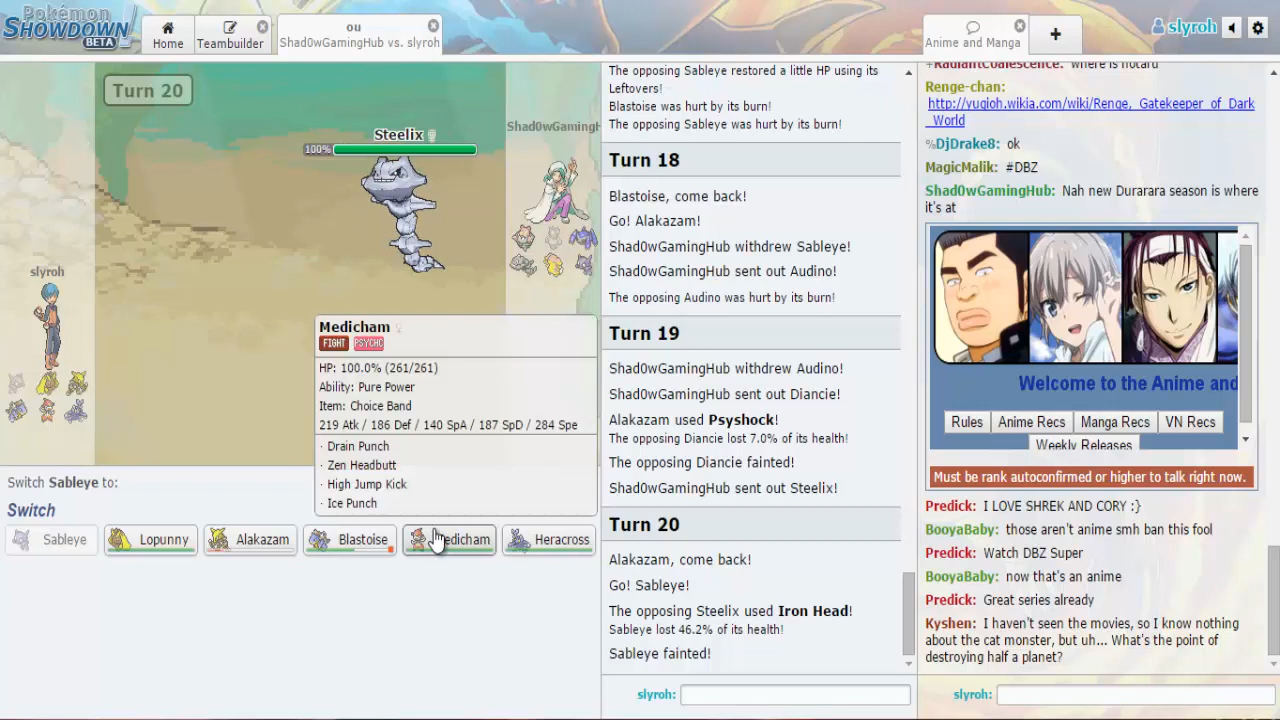 Pokémon
SHOWDOWN
BETA
Home
Teambuilder
ou
Shad0wGamingHub vs. slyroh
Anime and Manga
+
slyroh
Turn 20
Steelix
100%
Shad0wGamingH
slyroh
Medicham
FIGHT PSYCHC
HP: 100.0% (261/261)
Ability: Pure Power
Item: Choice Band
219 Atk / 186 Def / 140 SpA / 187 SpD / 284 Spe
· Drain Punch
· Zen Headbutt
· High Jump Kick
· Ice Punch
Switch Sableye to:
Switch
Sableye
Lopunny
Alakazam
Blastoise
Medicham
Heracross
The opposing Sableye restored a little HP using its
Leftovers!
Blastoise was hurt by its burn!
The opposing Sableye was hurt by its burn!
Turn 18
Blastoise, come back!
Go! Alakazam!
Shad0wGamingHub withdrew Sableye!
Shad0wGamingHub sent out Audino!
The opposing Audino was hurt by its burn!
Turn 19
Shad0wGamingHub withdrew Audino!
Shad0wGamingHub sent out Diancie!
Alakazam used Psyshock!
The opposing Diancie lost 7.0% of its health!
The opposing Diancie fainted!
Shad0wGamingHub sent out Steelix!
Turn 20
Alakazam, come back!
Go! Sableye!
The opposing Steelix used Iron Head!
Sableye lost 46.2% of its health!
Sableye fainted!
slyroh:
+RadiantCoalescence: where is hotaru
Renge-chan:
http://yugioh.wikia.com/wiki/Renge,_Gatekeeper_of_Dark
_World
%DjDrake8: ok
MagicMalik: #DBZ
Shad0wGamingHub: Nah new Durarara season is where
it's at
Welcome to the Anime and
Rules
Anime Recs
Manga Recs
VN Recs
Weekly Releases
Must be rank autoconfirmed or higher to talk right now.
Predick: I LOVE SHREK AND CORY :}
BooyaBaby: those aren't anime smh ban this fool
Predick: Watch DBZ Super
BooyaBaby: now that's an anime
Predick: Great series already
Kyshen: I haven't seen the movies, so I know nothing
about the cat monster, but uh... What's the point of
destroying half a planet?
slyroh: